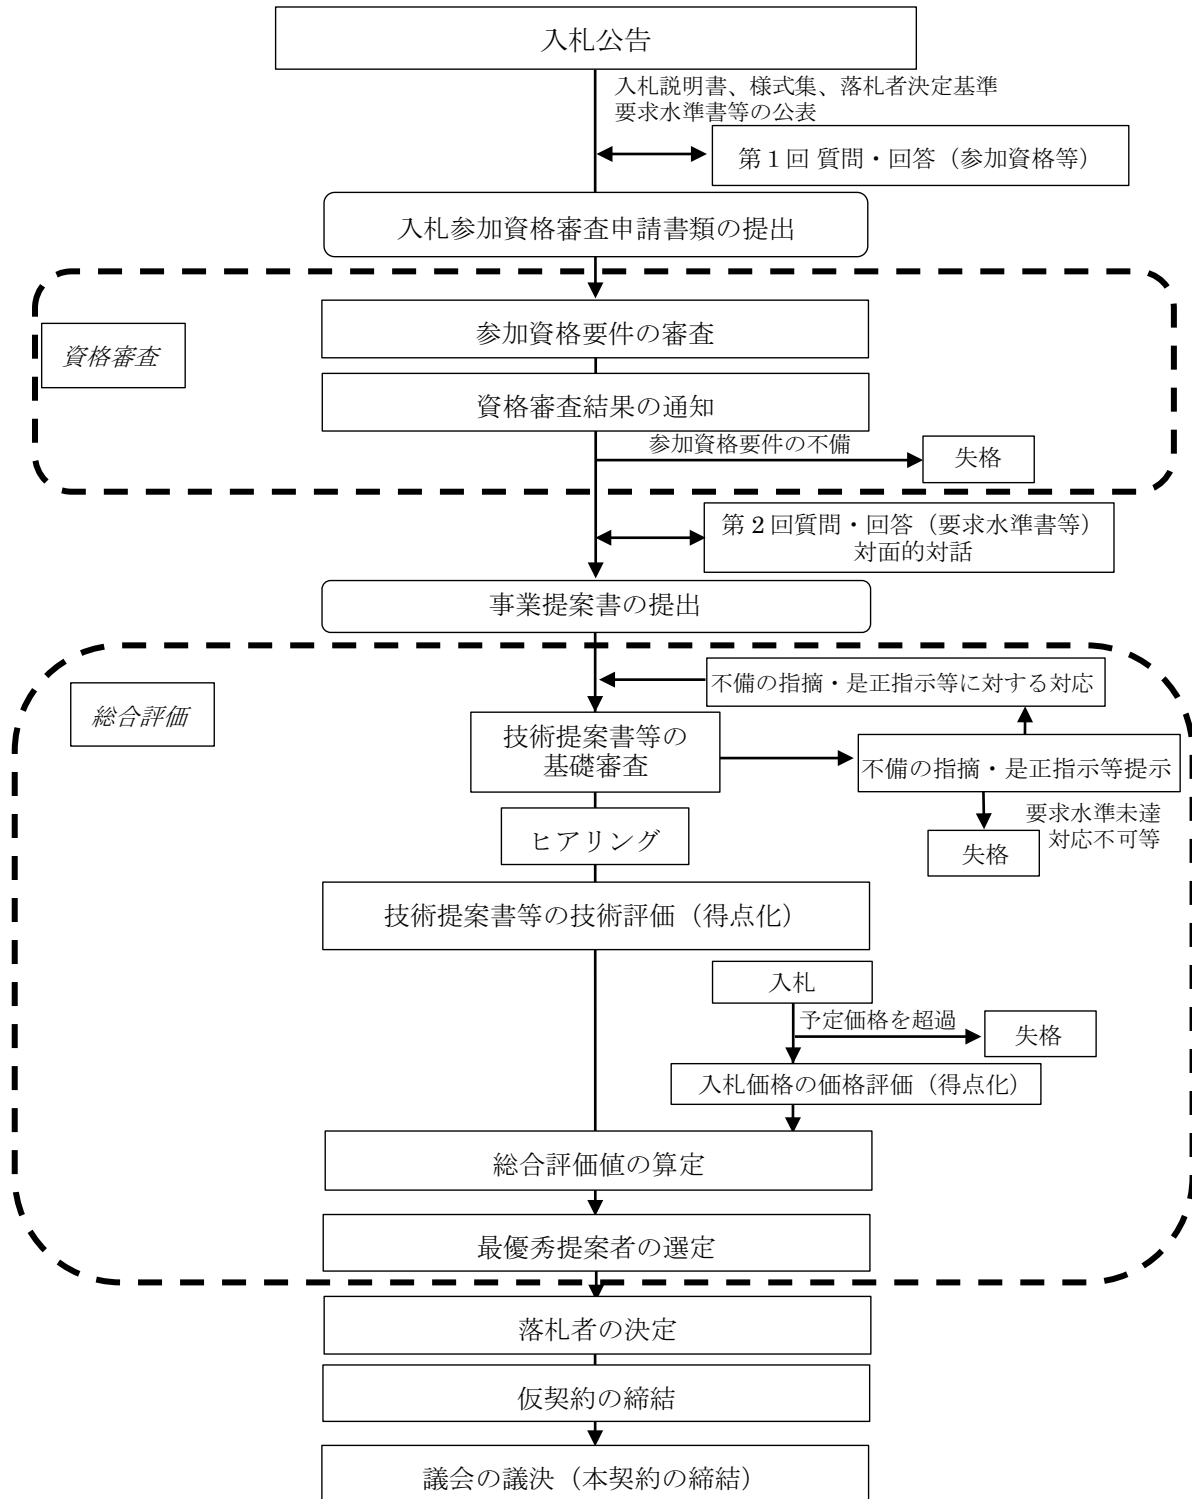 入札公告
入札説明書、様式集、落札者決定基準
要求水準書等の公表
第1回 質問・回答（参加資格等）
入札参加資格審査申請書類の提出
資格審査
参加資格要件の審査
資格審査結果の通知
参加資格要件の不備
失格
第2回質問・回答（要求水準書等）
対面的対話
事業提案書の提出
総合評価
不備の指摘・是正指示等に対する対応
技術提案書等の
基礎審査
不備の指摘・是正指示等提示
要求水準未達
対応不可等
失格
ヒアリング
技術提案書等の技術評価（得点化）
入札
予定価格を超過
失格
入札価格の価格評価（得点化）
総合評価値の算定
最優秀提案者の選定
落札者の決定
仮契約の締結
議会の議決（本契約の締結）